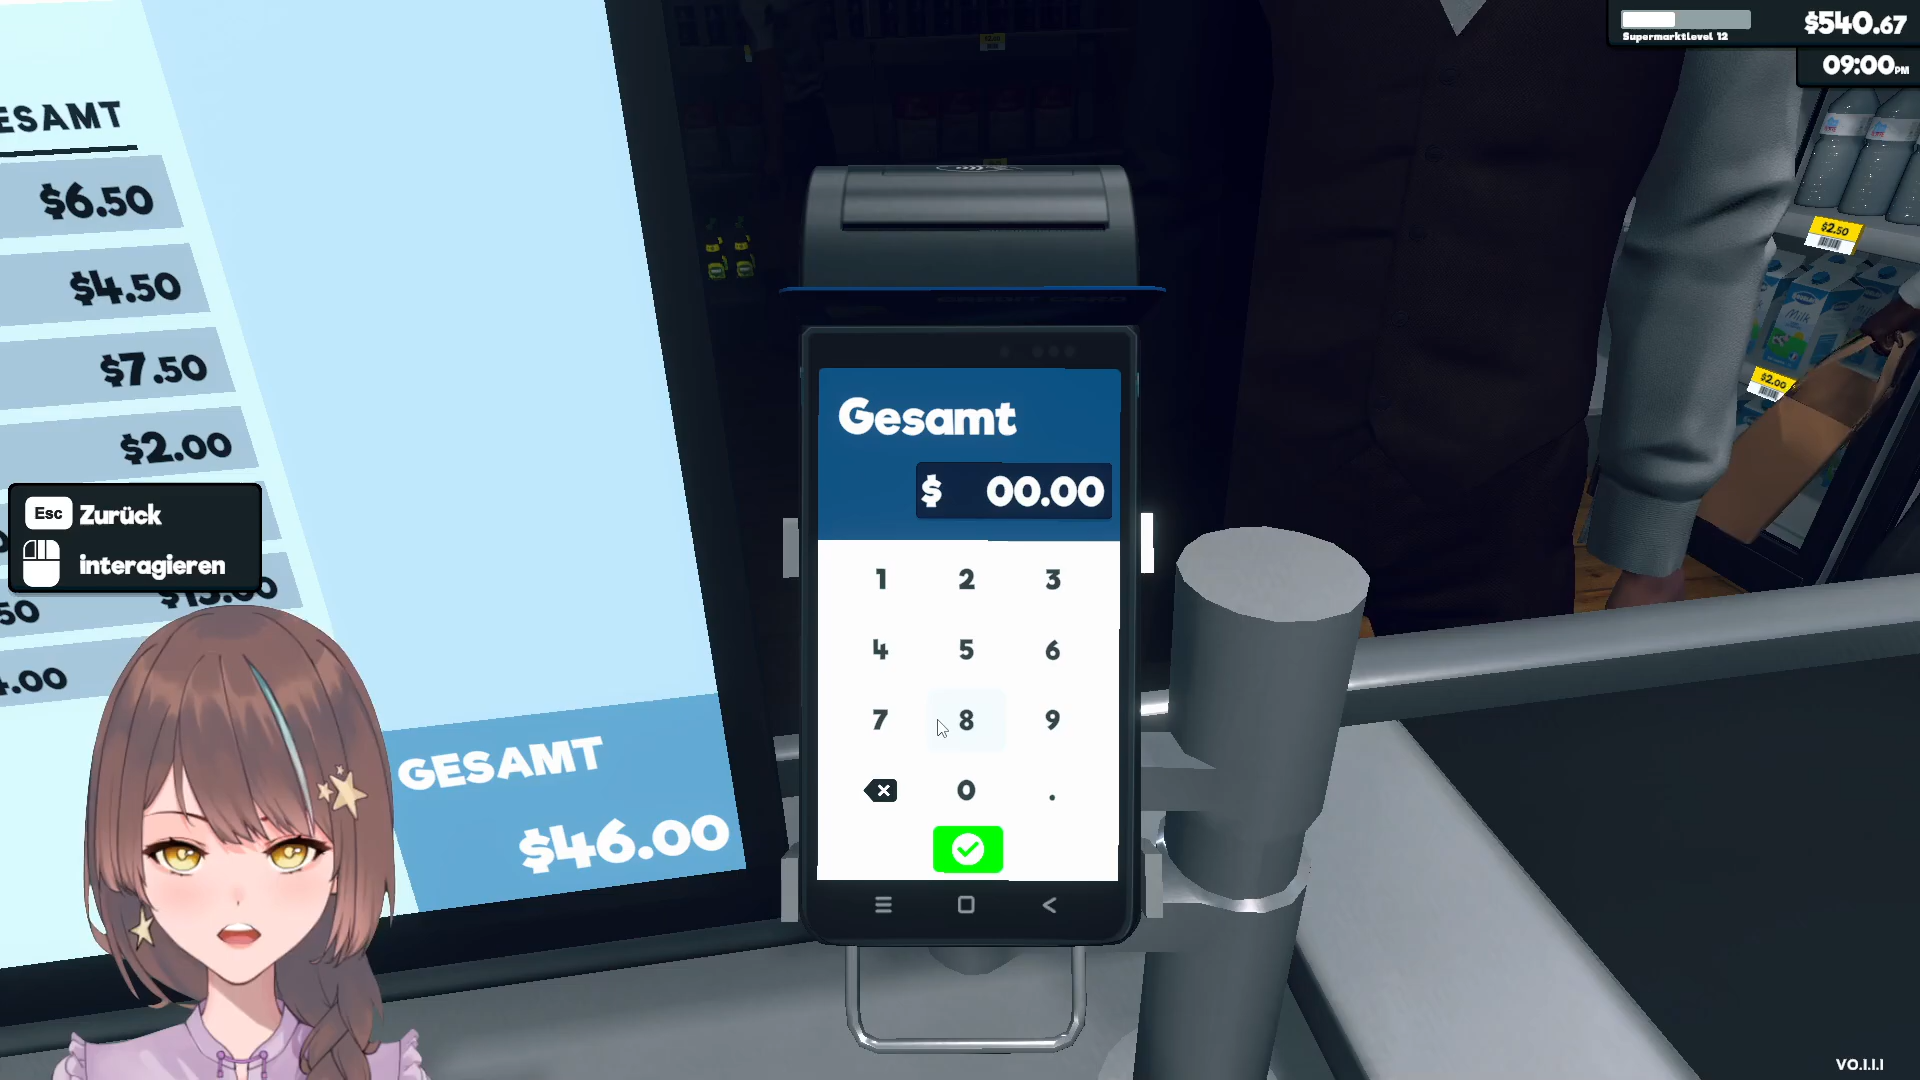 $540.67
Supermarktlevel 12
09:00PM
ESAMT
$6.50
$4.50
$7.50
$2.00
Esc Zurück
interagieren
50
.00
GESAMT
$46.00
Gesamt
$ 00.00
1 2 3
4 5 6
7 8 9
0 .
$2.50
Milk
$2.00
V0.1.1.1